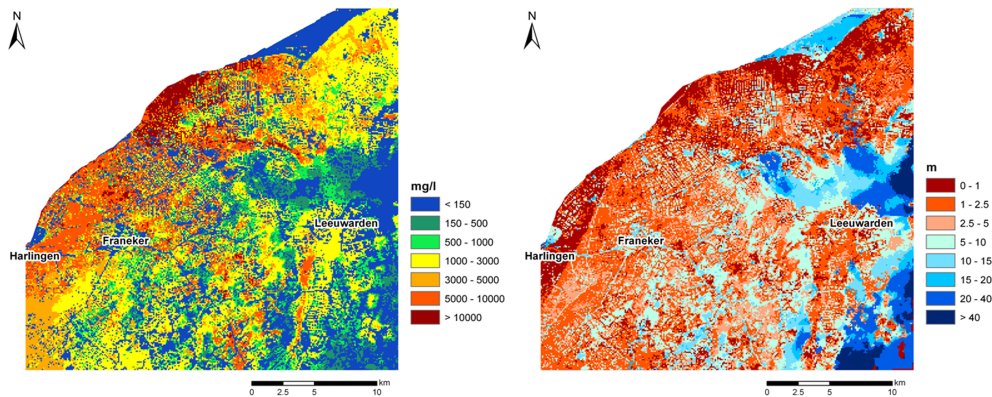 N
Franeker
Harlingen
Leeuwarden
mg/l
< 150
150 - 500
500 - 1000
1000 - 3000
3000 - 5000
5000 - 10000
> 10000
km
0 2.5 5 10
N
Franeker
Harlingen
Leeuwarden
m
0 - 1
1 - 2.5
2.5 - 5
5 - 10
10 - 15
15 - 20
20 - 40
> 40
km
0 2.5 5 10